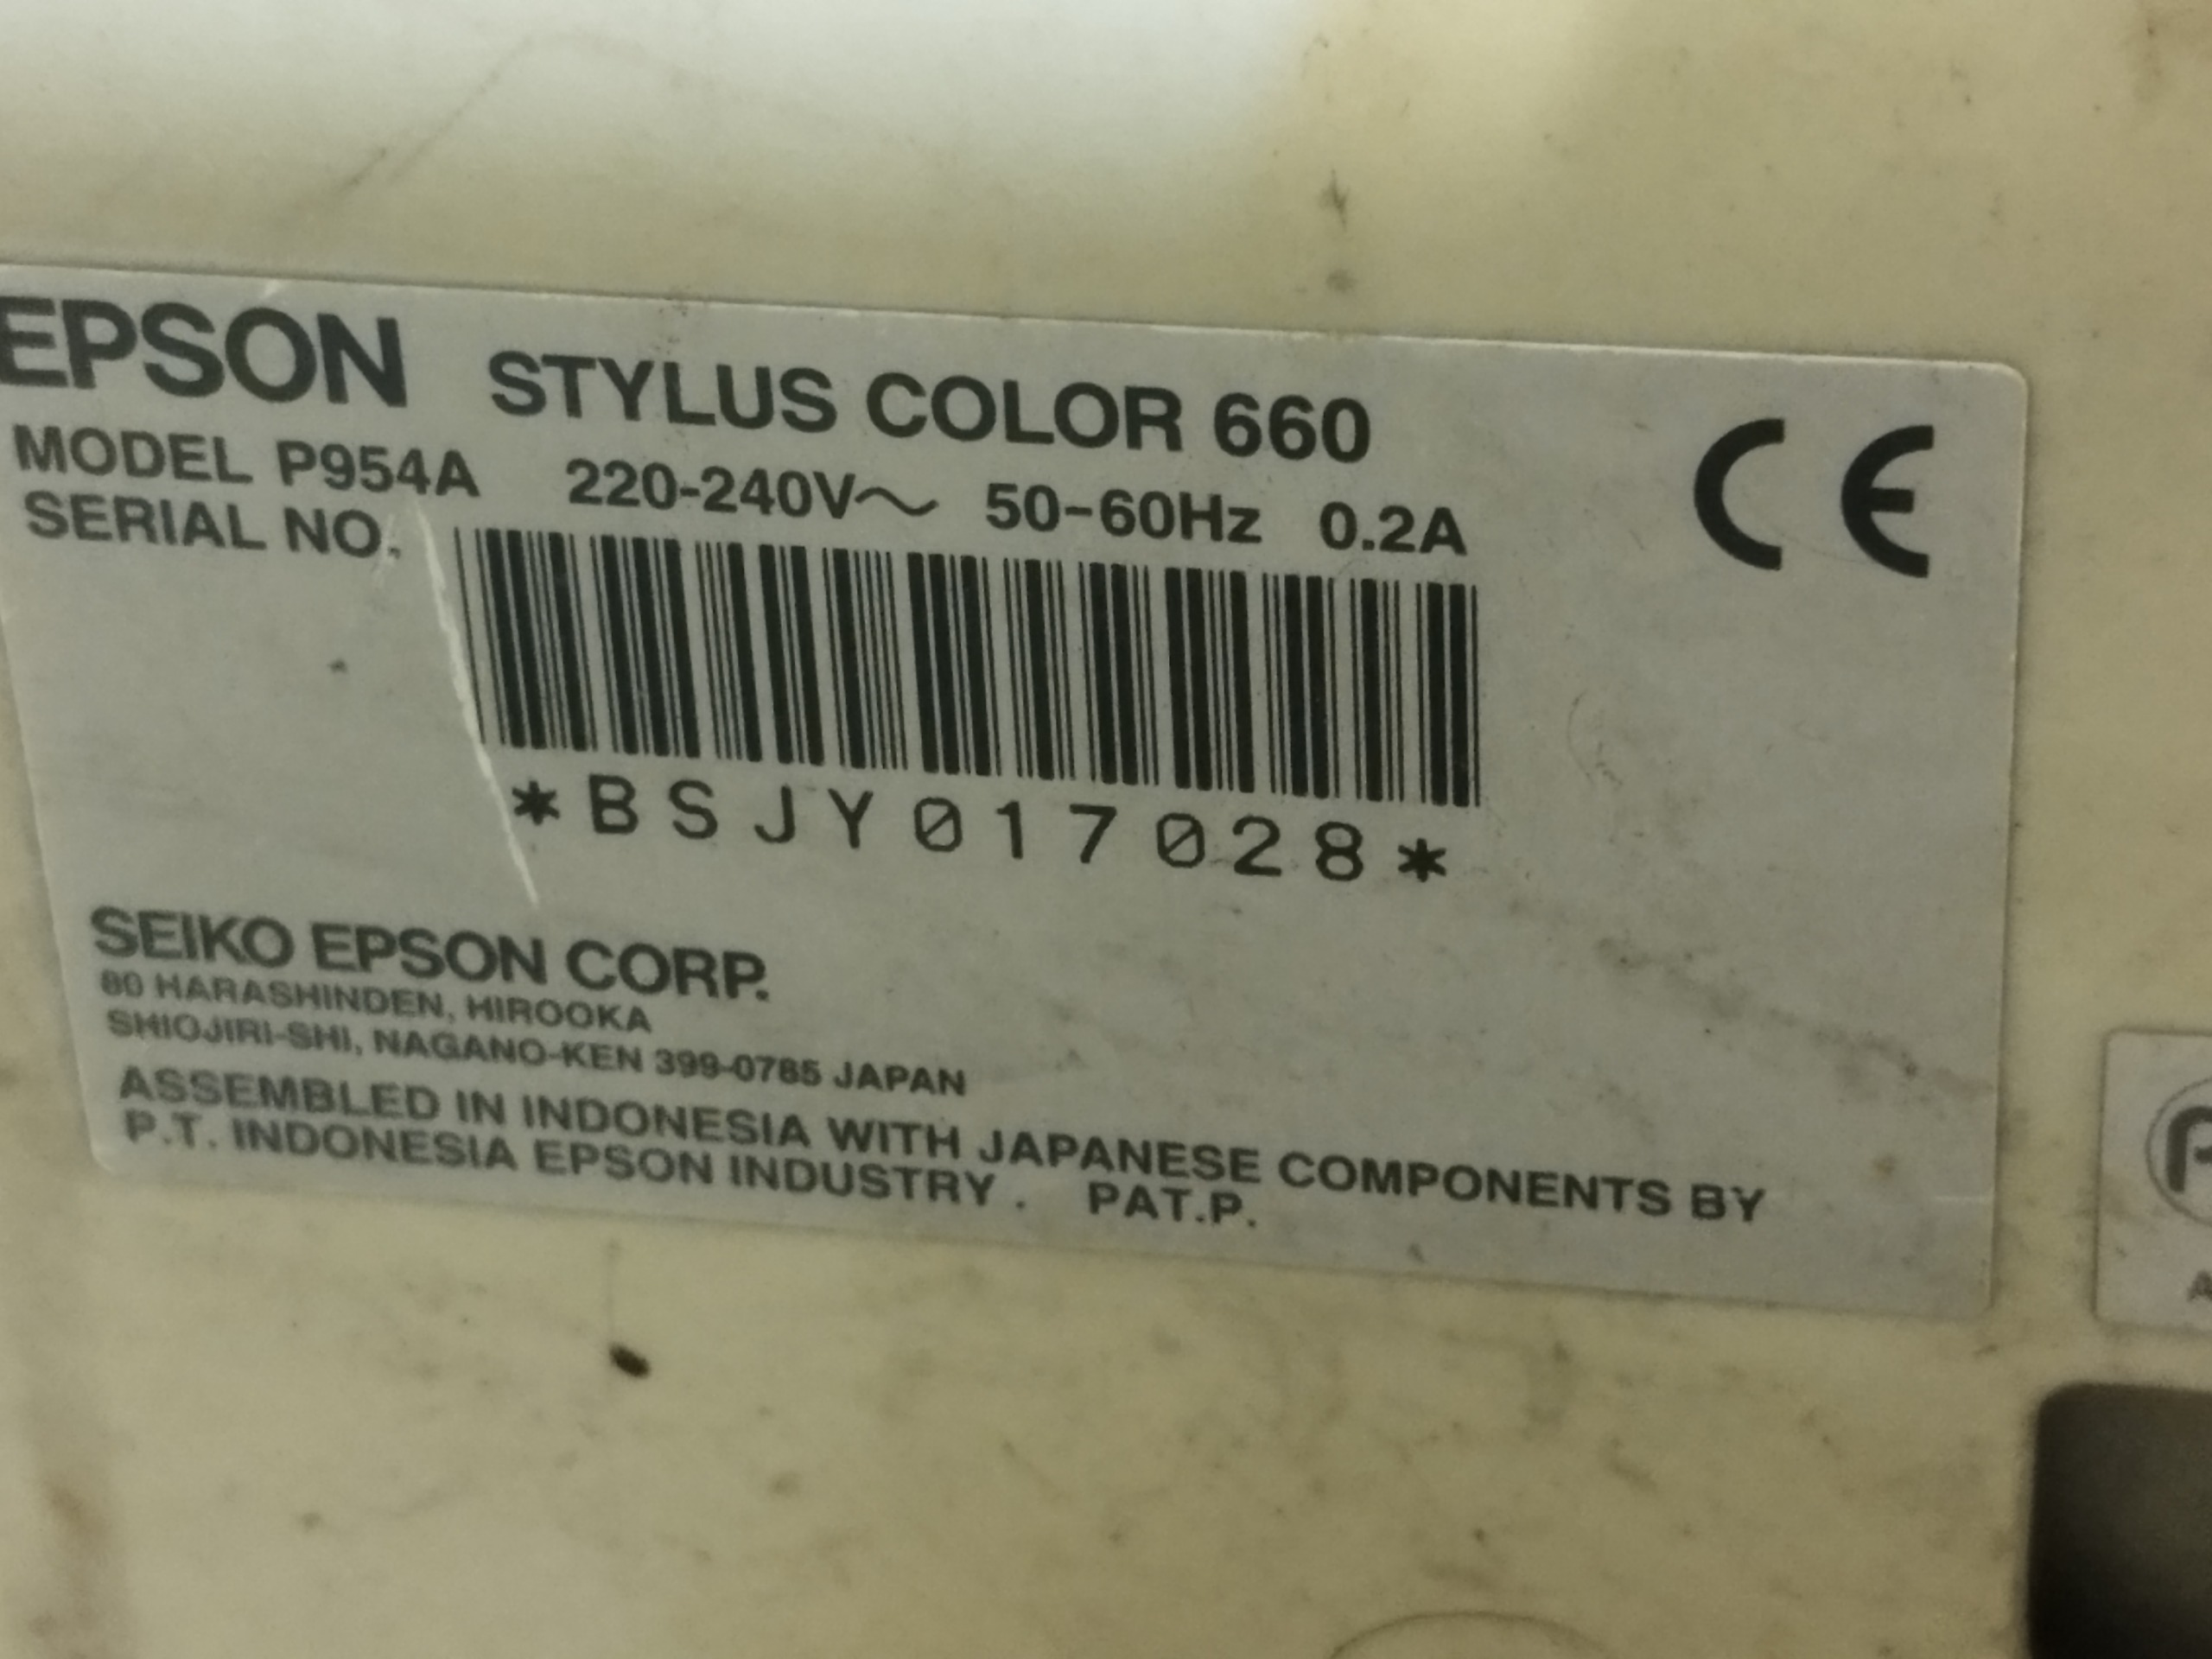 EPSON STYLUS COLOR 660
MODEL P954A 220-240V～ 50-60Hz 0.2A
SERIAL NO.
*BSJY017028*
CE
SEIKO EPSON CORP.
80 HARASHINDEN, HIROOKA
SHIOJIRI-SHI, NAGANO-KEN 399-0785 JAPAN
ASSEMBLED IN INDONESIA WITH JAPANESE COMPONENTS BY
P.T. INDONESIA EPSON INDUSTRY. PAT.P.